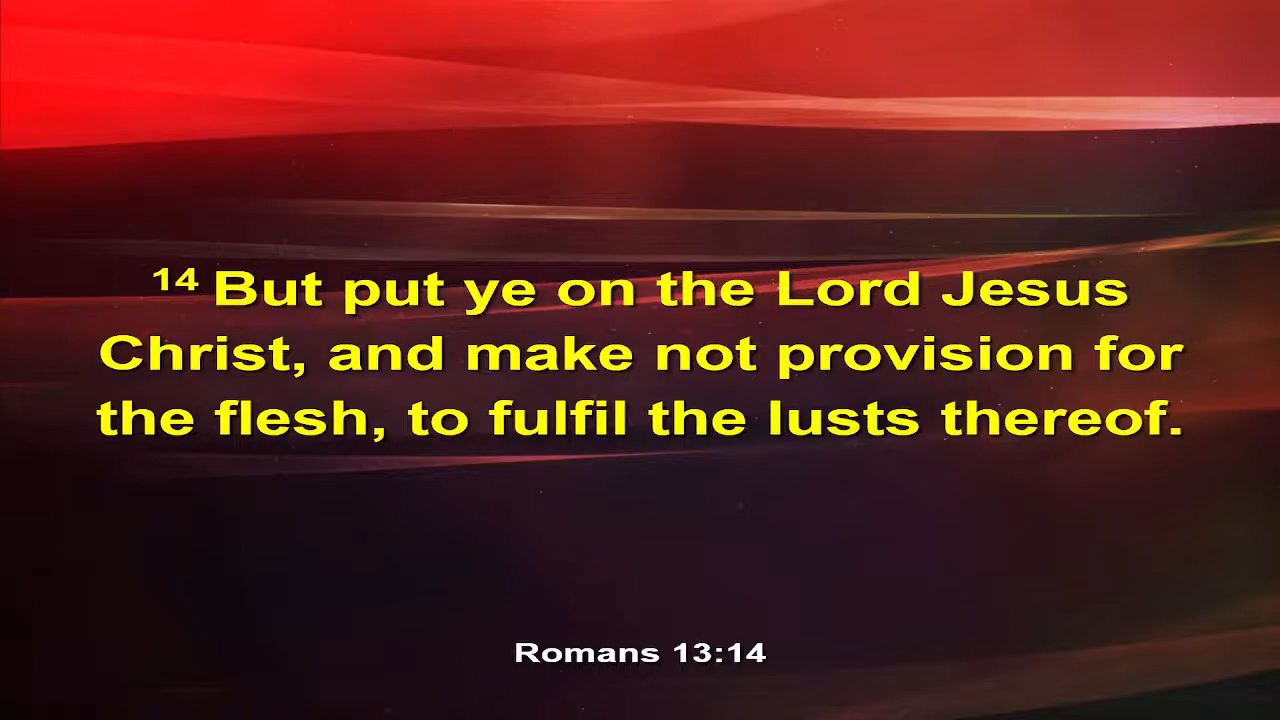 14 But put ye on the Lord Jesus
Christ, and make not provision for
the flesh, to fulfil the lusts thereof.
Romans 13:14